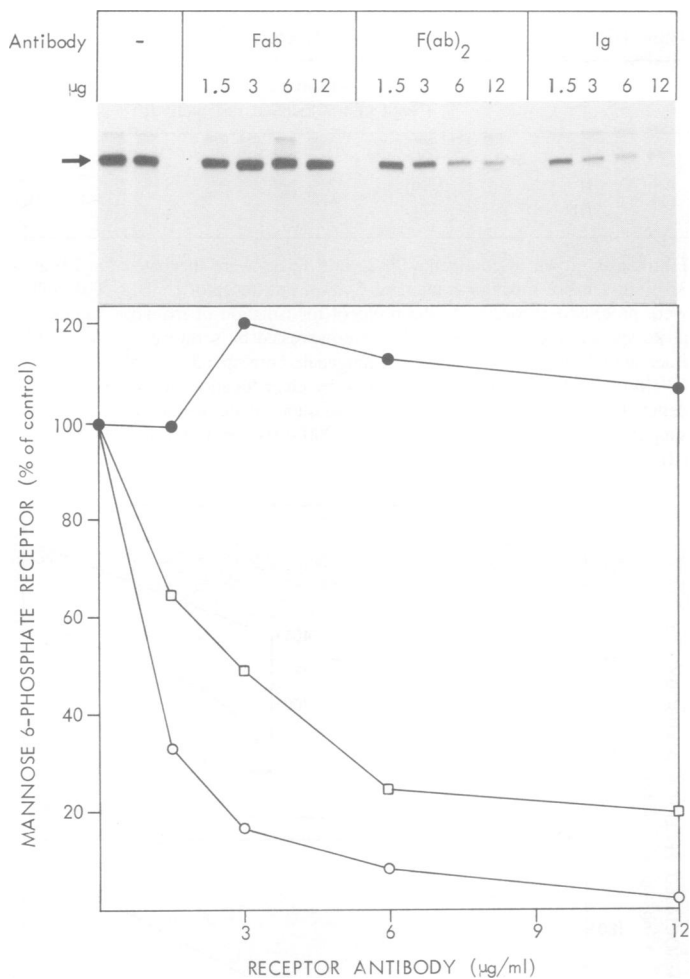 Antibody - Fab F(ab)2 Ig
μg 1.5 3 6 12 1.5 3 6 12 1.5 3 6 12
MANNOSE 6-PHOSPHATE RECEPTOR (% of control)
120
100
80
60
40
20
3 6 9 12
RECEPTOR ANTIBODY (μg/ml)